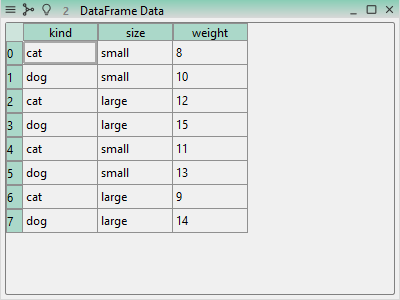 2 DataFrame Data
kind size weight
0 cat small 8
1 dog small 10
2 cat large 12
3 dog large 15
4 cat small 11
5 dog small 13
6 cat large 9
7 dog large 14